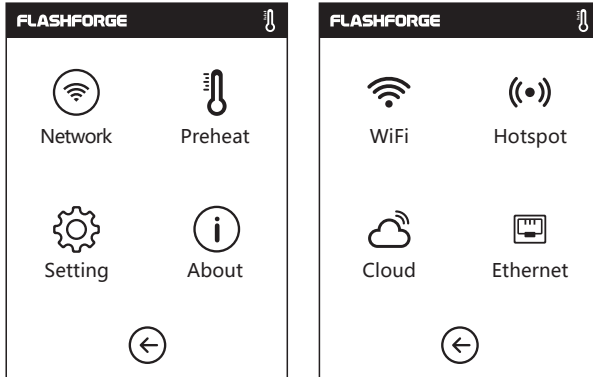 FLASHFORGE
Network Preheat
Setting About
FLASHFORGE
WiFi Hotspot
Cloud Ethernet